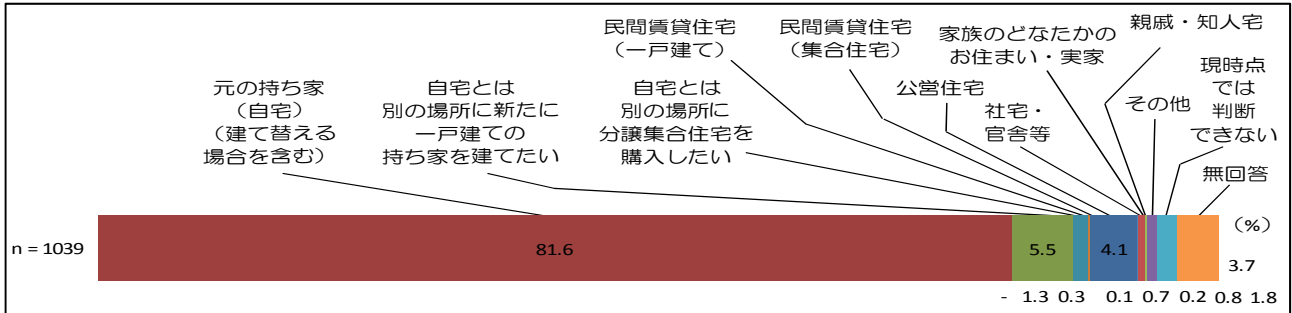 民間賃貸住宅
（一戸建て）
民間賃貸住宅
（集合住宅）
家族のどなたかの
お住まい・実家
親戚・知人宅
元の持ち家
（自宅）
（建て替える
場合を含む）
自宅とは
別の場所に新たに
一戸建ての
持ち家を建てたい
自宅とは
別の場所に
分譲集合住宅を
購入したい
公営住宅
社宅・
官舎等
その他
現時点
では
判断
できない
無回答
（%）
n = 1039
81.6
5.5
4.1
3.7
- 1.3 0.3 0.1 0.7 0.2 0.8 1.8